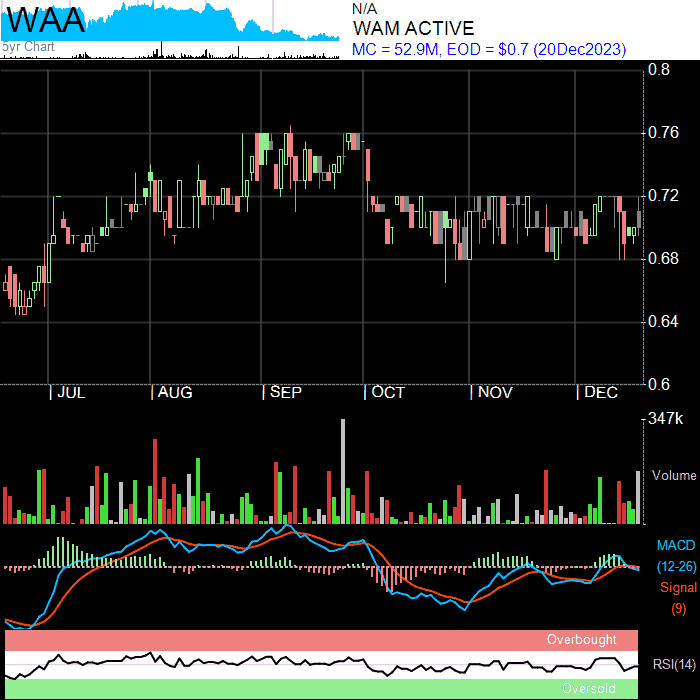 WAA
5yr Chart
N/A
WAM ACTIVE
MC = 52.9M, EOD = $0.7 (20Dec2023)
0.8
0.76
0.72
0.68
0.64
0.6
| JUL | AUG | SEP | OCT | NOV | DEC
347k
Volume
MACD
(12-26)
Signal
(9)
Overbought
RSI(14)
Oversold